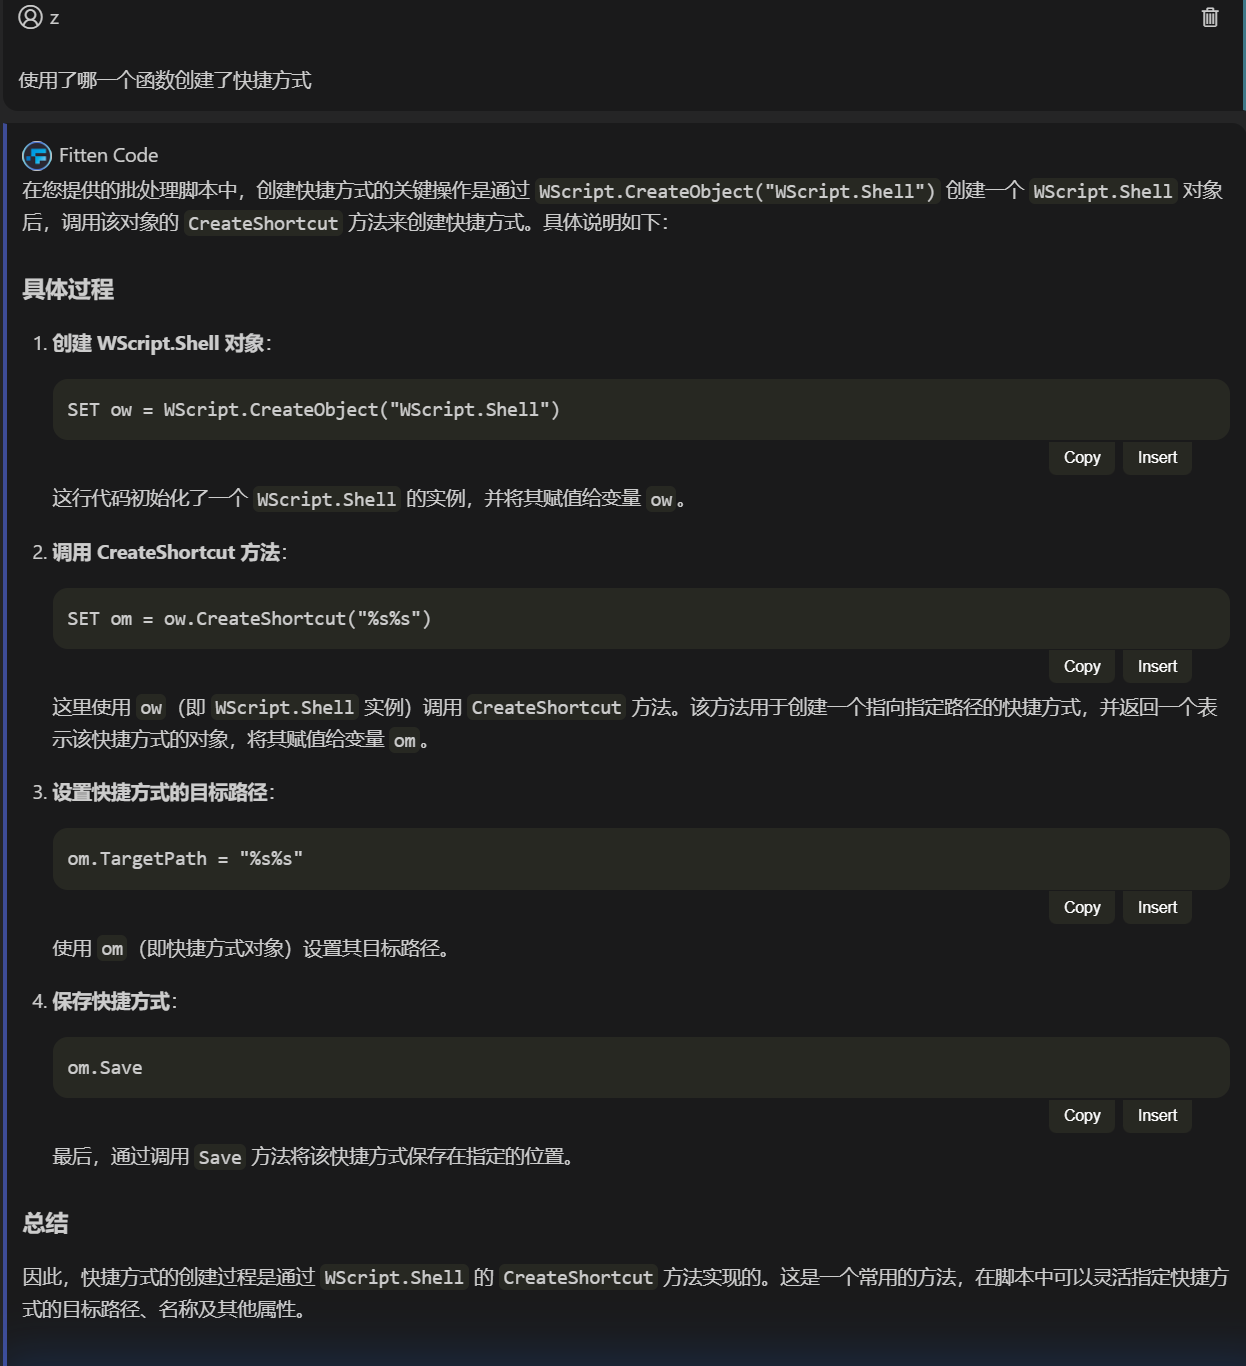 z
使用了哪一个函数创建了快捷方式
Fitten Code
在您提供的批处理脚本中，创建快捷方式的关键操作是通过 WScript.CreateObject("WScript.Shell") 创建一个 WScript.Shell 对象
后，调用该对象的 CreateShortcut 方法来创建快捷方式。具体说明如下：
具体过程
1. 创建 WScript.Shell 对象：
SET ow = WScript.CreateObject("WScript.Shell")
Copy Insert
这行代码初始化了一个 WScript.Shell 的实例，并将其赋值给变量 ow。
2. 调用 CreateShortcut 方法：
SET om = ow.CreateShortcut("%s%s")
Copy Insert
这里使用 ow（即 WScript.Shell 实例）调用 CreateShortcut 方法。该方法用于创建一个指向指定路径的快捷方式，并返回一个表
示该快捷方式的对象，将其赋值给变量 om。
3. 设置快捷方式的目标路径：
om.TargetPath = "%s%s"
Copy Insert
使用 om（即快捷方式对象）设置其目标路径。
4. 保存快捷方式：
om.Save
Copy Insert
最后，通过调用 Save 方法将该快捷方式保存在指定的位置。
总结
因此，快捷方式的创建过程是通过 WScript.Shell 的 CreateShortcut 方法实现的。这是一个常用的方法，在脚本中可以灵活指定快捷方
式的目标路径、名称及其他属性。